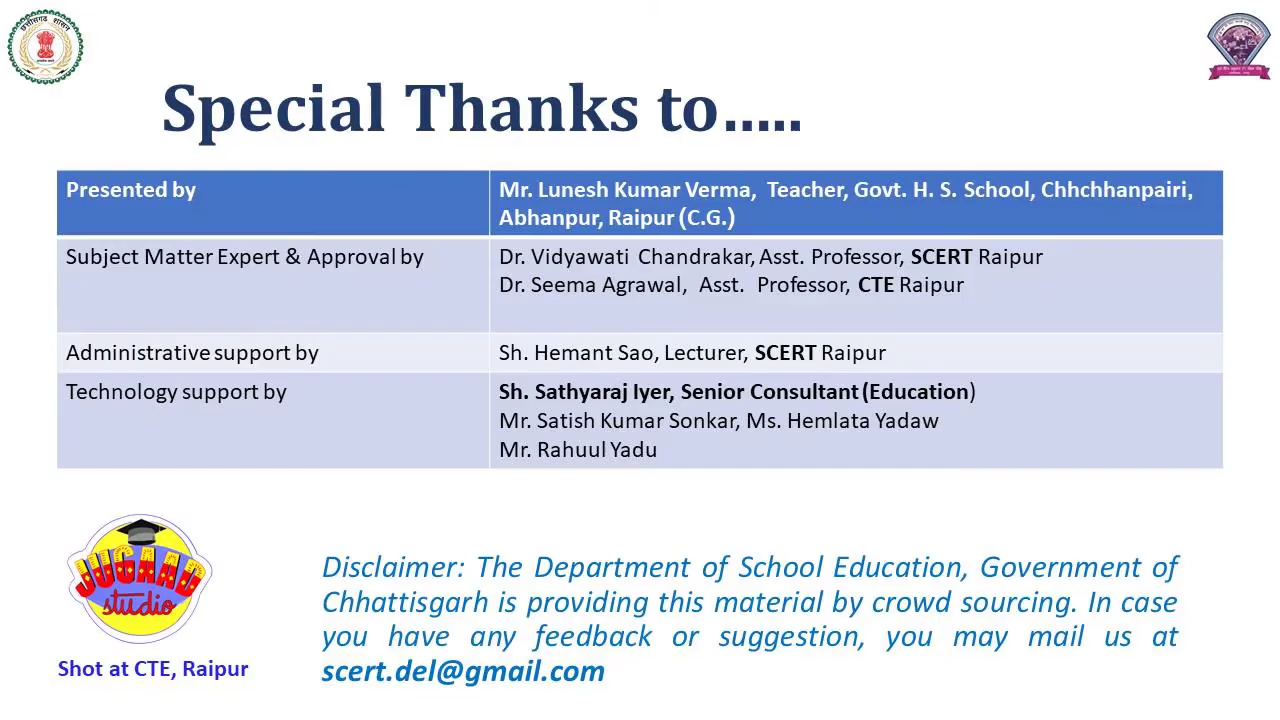 छत्तीसगढ़ शासन
Special Thanks to.....
Presented by
Mr. Lunesh Kumar Verma, Teacher, Govt. H. S. School, Chhchhanpairi,
Abhanpur, Raipur (C.G.)
Subject Matter Expert & Approval by
Dr. Vidyawati Chandrakar, Asst. Professor, SCERT Raipur
Dr. Seema Agrawal, Asst. Professor, CTE Raipur
Administrative support by
Sh. Hemant Sao, Lecturer, SCERT Raipur
Technology support by
Sh. Sathyaraj Iyer, Senior Consultant (Education)
Mr. Satish Kumar Sonkar, Ms. Hemlata Yadaw
Mr. Rahuul Yadu
JUGAAD
studio
Shot at CTE, Raipur
Disclaimer: The Department of School Education, Government of
Chhattisgarh is providing this material by crowd sourcing. In case
you have any feedback or suggestion, you may mail us at
scert.del@gmail.com